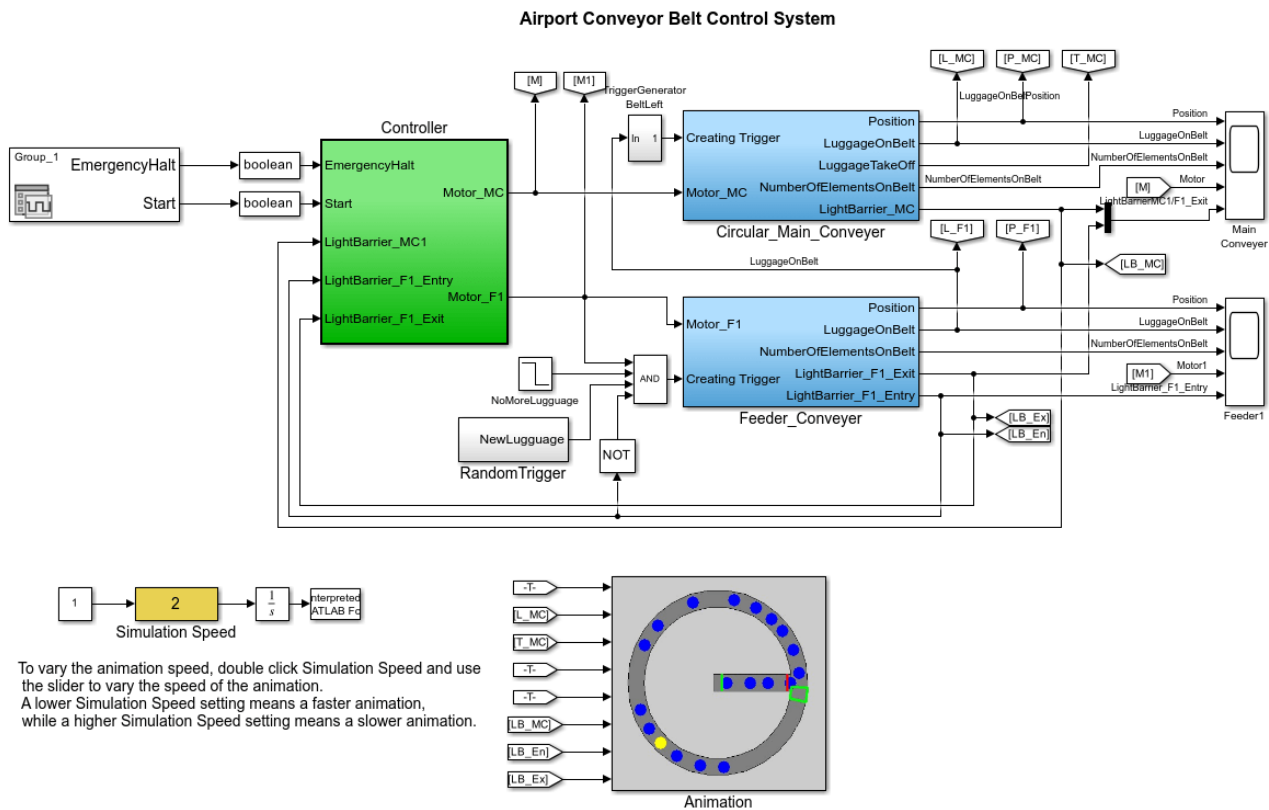 Airport Conveyor Belt Control System
[M]
[M1]
[L_MC]
[P_MC]
[T_MC]
TriggerGenerator
BeltLeft
LuggageOnBeltPosition
Controller
In 1
Creating Trigger
Motor_MC
Position
LuggageOnBelt
LuggageTakeOff
NumberOfElementsOnBelt
LightBarrier_MC
Circular_Main_Conveyer
Position
LuggageOnBelt
NumberOfElementsOnBelt
NumberOfElementsOnBelt
[M]
Motor
LightBarrierMC1/F1_Exit
Main
Conveyer
Group_1
EmergencyHalt
Start
boolean
boolean
EmergencyHalt
Start
LightBarrier_MC1
LightBarrier_F1_Entry
LightBarrier_F1_Exit
Motor_MC
Motor_F1
[L_F1]
[P_F1]
LuggageOnBelt
[LB_MC]
Motor_F1
Creating Trigger
Position
LuggageOnBelt
NumberOfElementsOnBelt
LightBarrier_F1_Exit
LightBarrier_F1_Entry
Feeder_Conveyer
Position
LuggageOnBelt
NumberOfElementsOnBelt
[M1]
Motor1
LightBarrier_F1_Entry
Feeder1
NoMoreLugguage
AND
NewLugguage
RandomTrigger
NOT
[LB_Ex]
[LB_En]
1
2
1
s
nterpreted
ATLAB Fc
Simulation Speed
To vary the animation speed, double click Simulation Speed and use
the slider to vary the speed of the animation.
A lower Simulation Speed setting means a faster animation,
while a higher Simulation Speed setting means a slower animation.
-T-
[L_MC]
[T_MC]
-T-
-T-
[LB_MC]
[LB_En]
[LB_Ex]
Animation